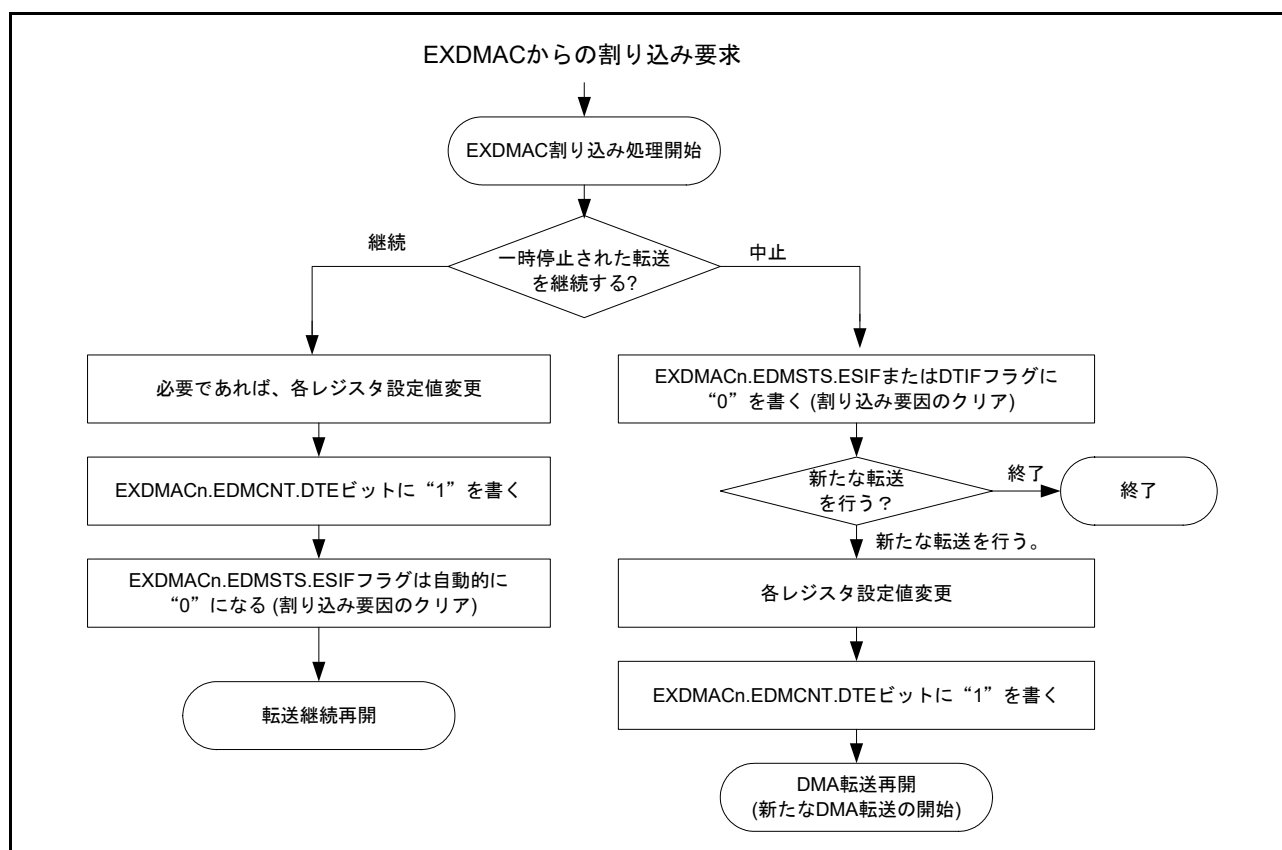 EXDMACからの割り込み要求
EXDMAC割り込み処理開始
一時停止された転送
を継続する?
継続
中止
必要であれば、各レジスタ設定値変更
EXDMACn.EDMCNT.DTEビットに“1”を書く
EXDMACn.EDMSTS.ESIFフラグは自動的に
“0”になる (割り込み要因のクリア)
転送継続再開
EXDMACn.EDMSTS.ESIFまたはDTIFフラグに
“0”を書く (割り込み要因のクリア)
新たな転送
を行う？
終了
終了
新たな転送を行う。
各レジスタ設定値変更
EXDMACn.EDMCNT.DTEビットに“1”を書く
DMA転送再開
(新たなDMA転送の開始)